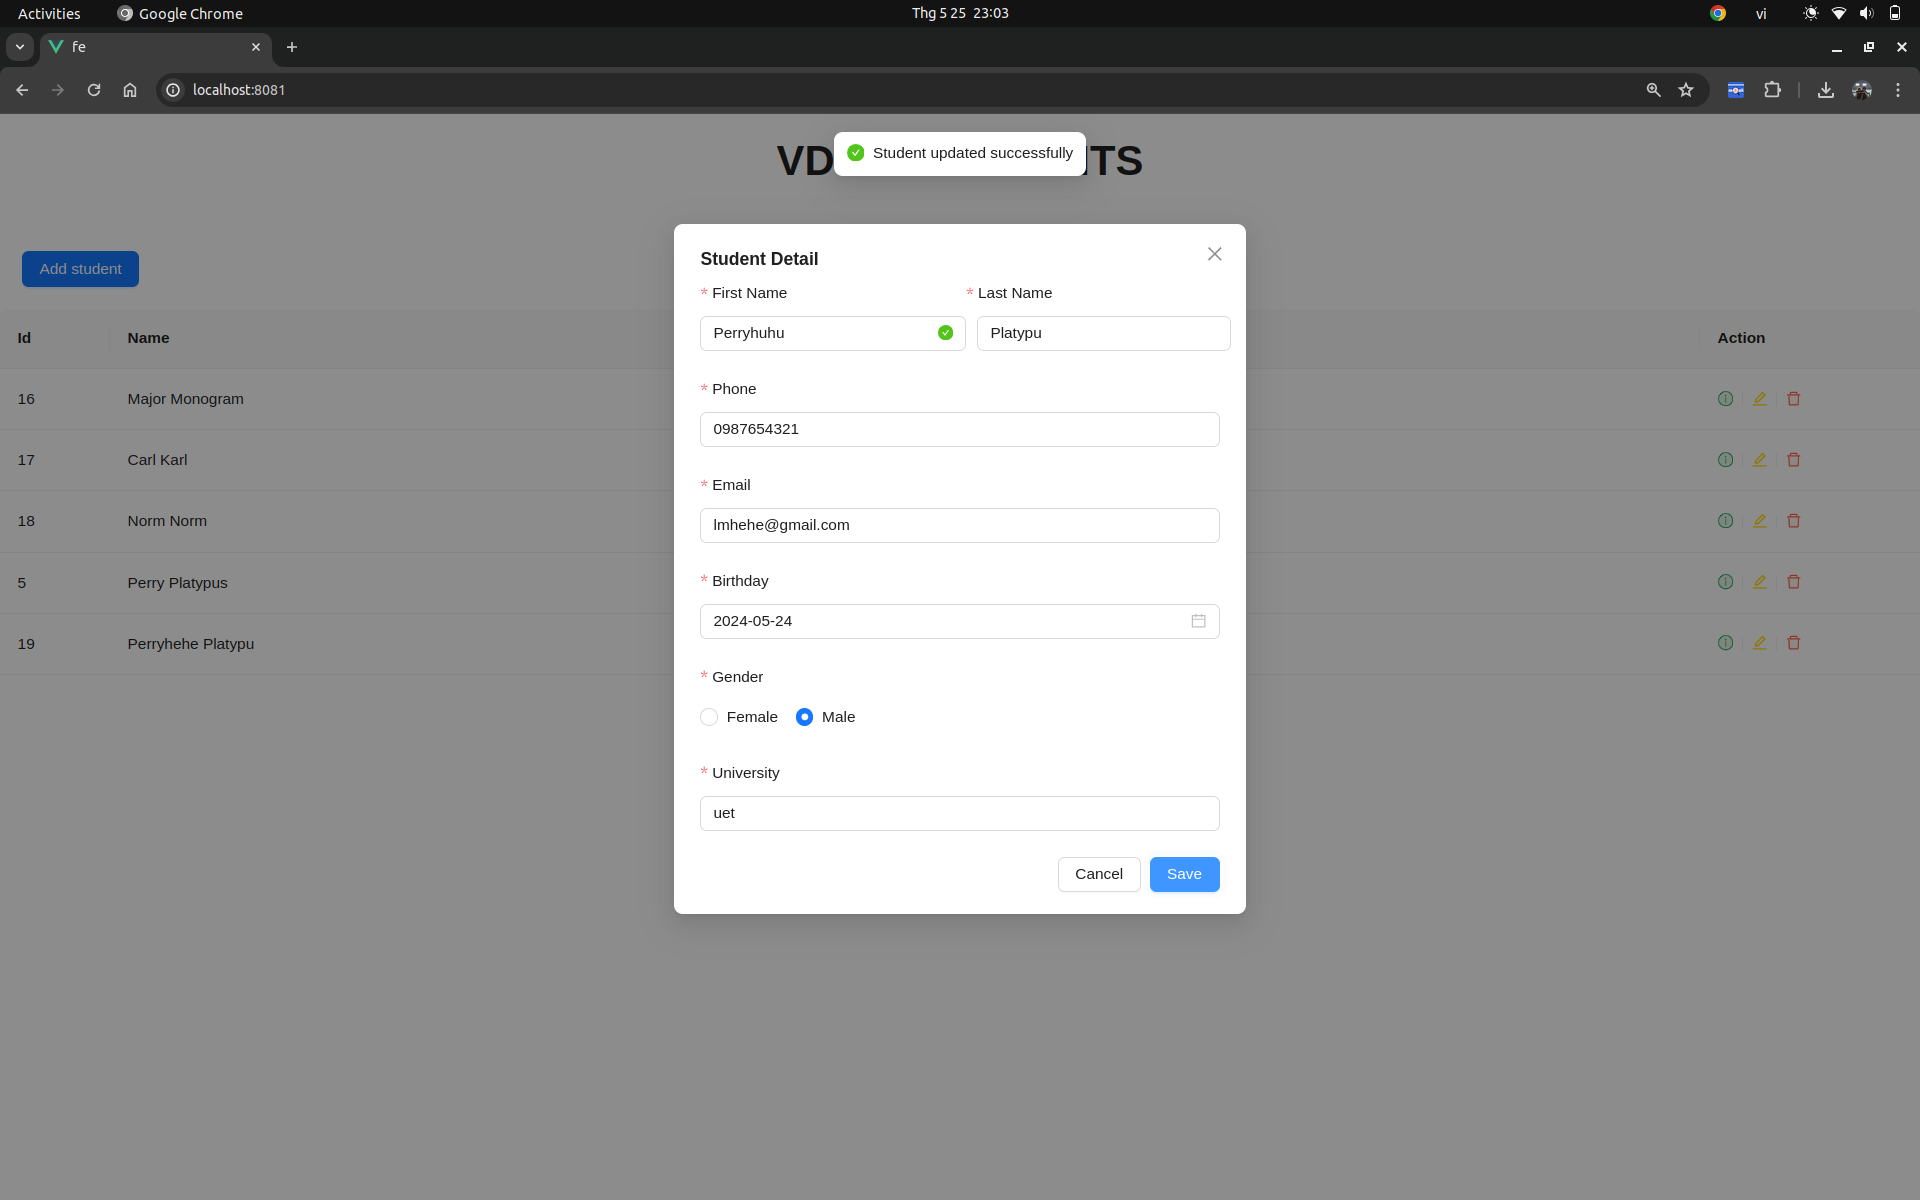 Activities Google Chrome Thg 5 25 23:03 vi
fe
localhost:8081
VD TS
Student updated successfully
Add student
Student Detail
* First Name * Last Name
Perryhuhu Platypu
Id Name Action
* Phone
16 Major Monogram
0987654321
17 Carl Karl
* Email
18 Norm Norm
lmhehe@gmail.com
5 Perry Platypus
* Birthday
2024-05-24
19 Perryhehe Platypu
* Gender
Female Male
* University
uet
Cancel Save